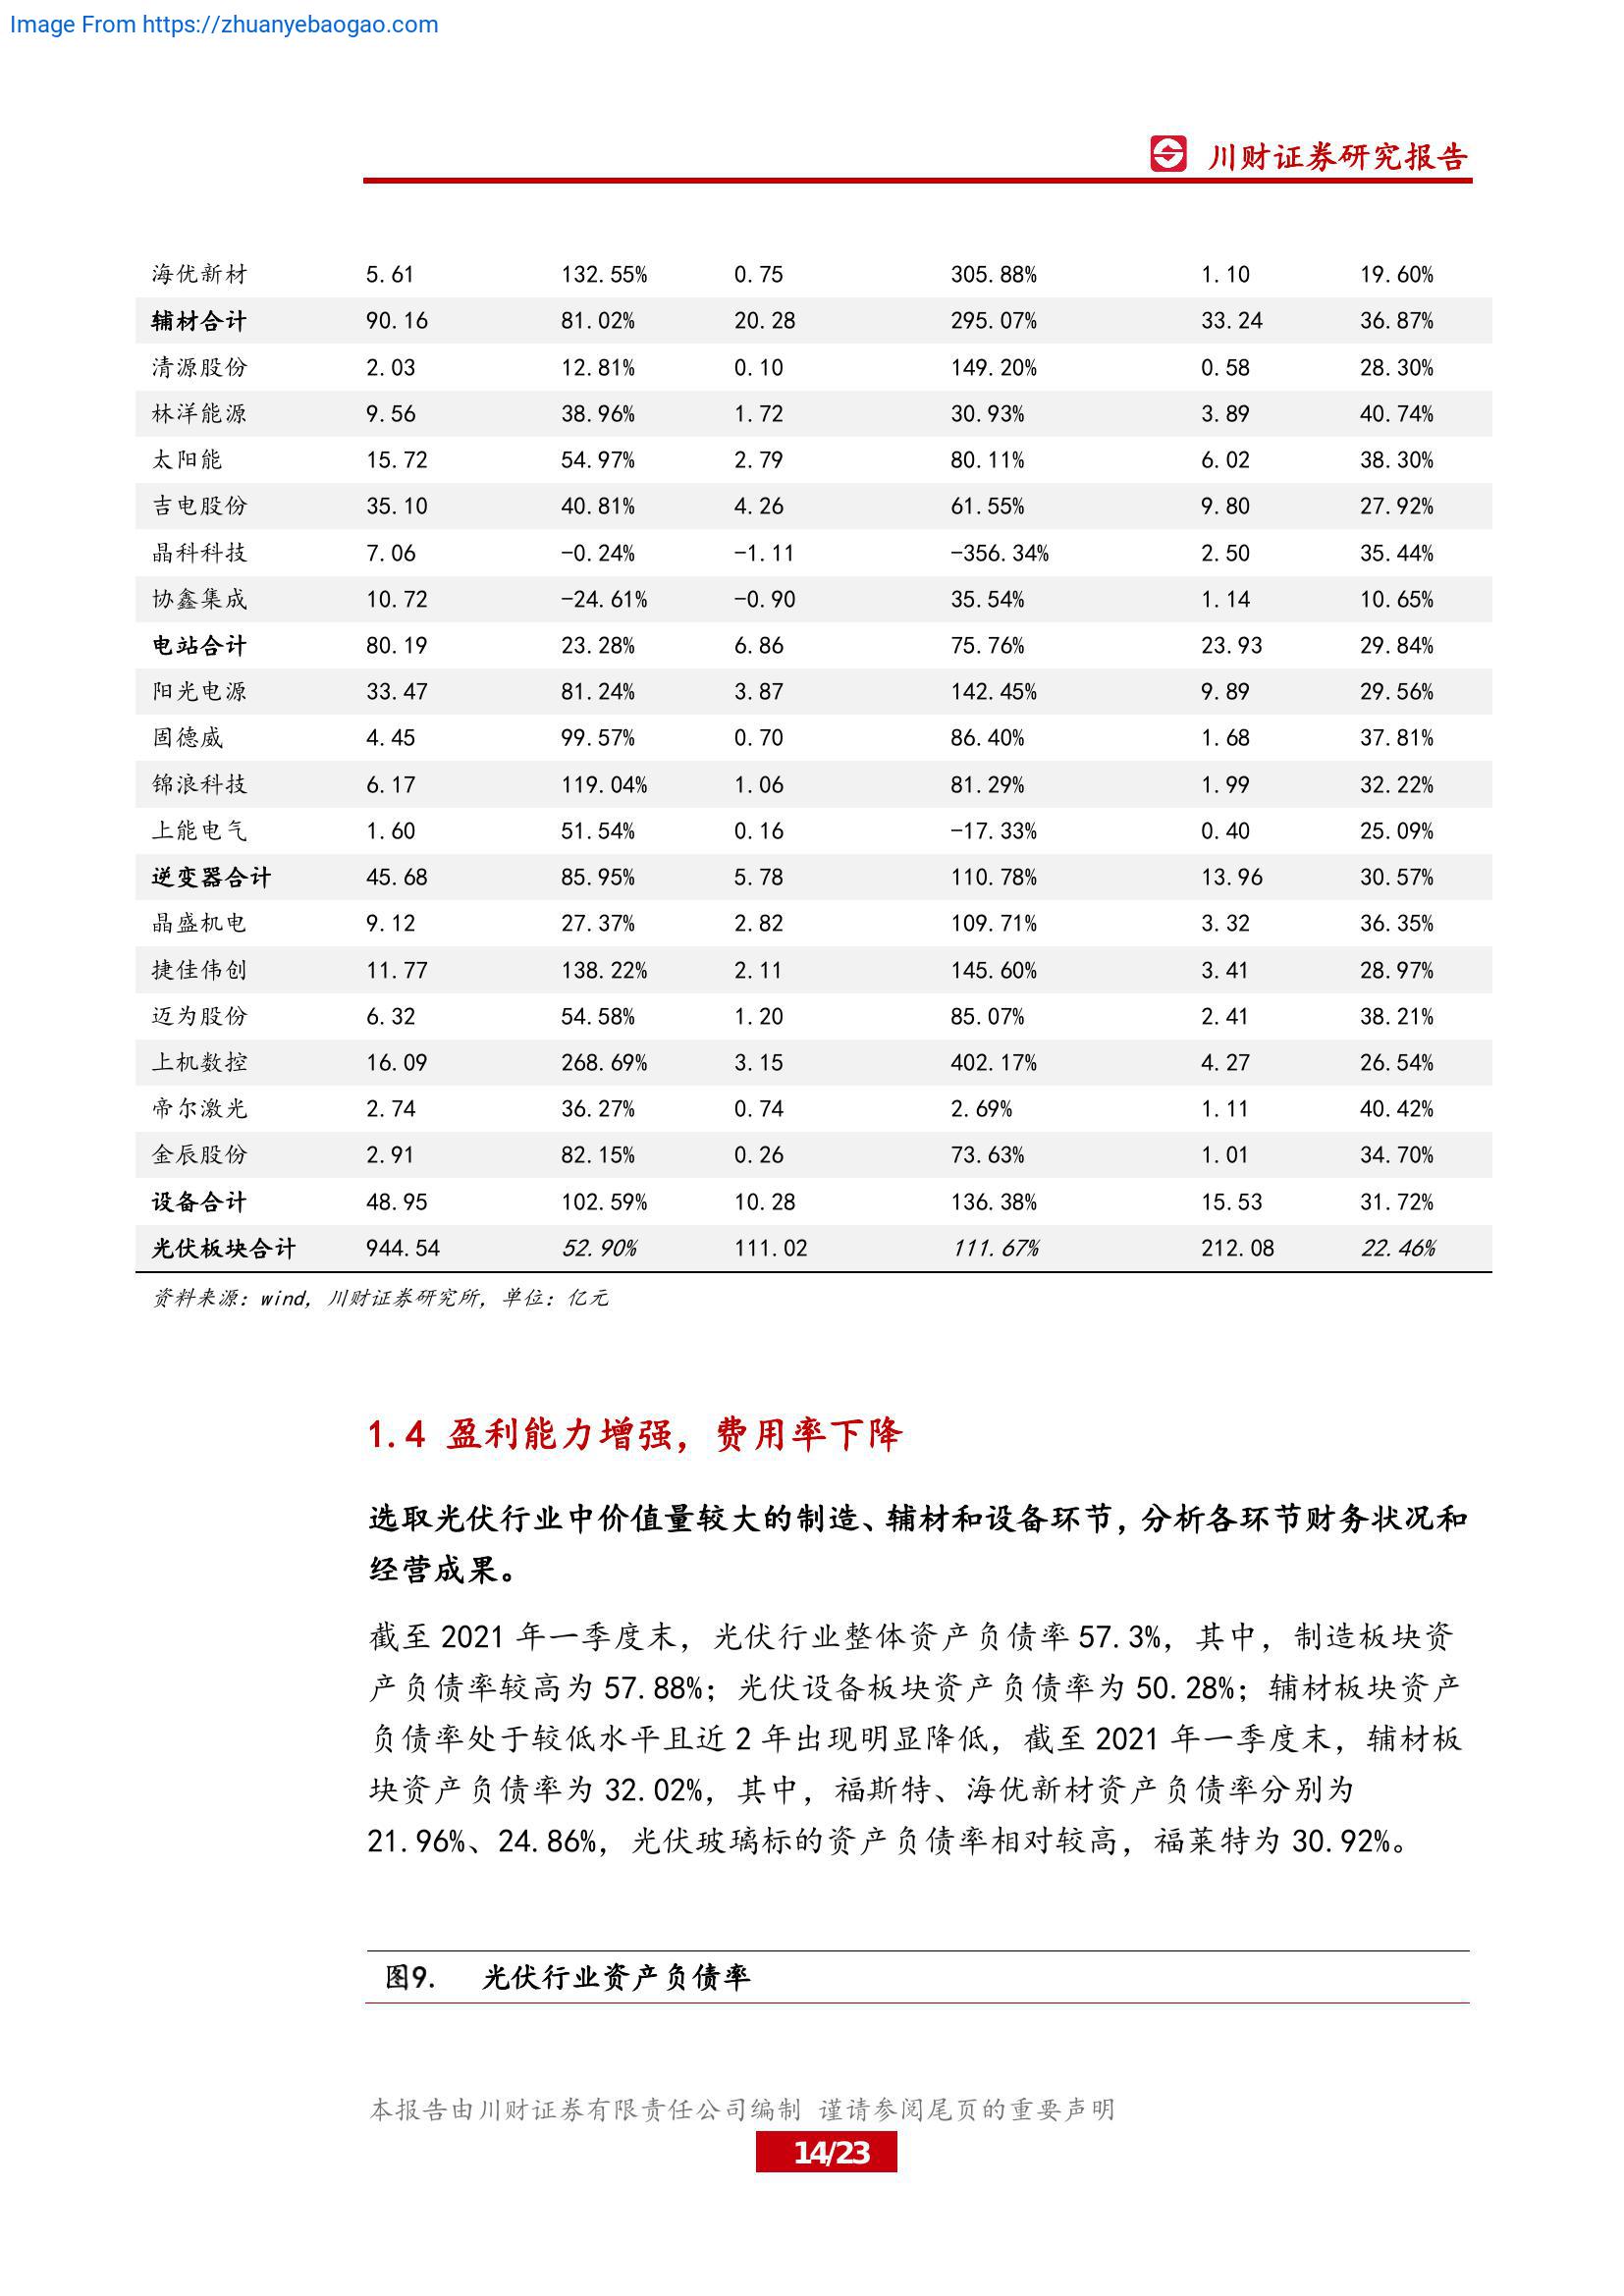 Image From https://zhuanyebaogao.com
川财证券研究报告
海优新材 5.61 132.55% 0.75 305.88% 1.10 19.60%
辅材合计 90.16 81.02% 20.28 295.07% 33.24 36.87%
清源股份 2.03 12.81% 0.10 149.20% 0.58 28.30%
林洋能源 9.56 38.96% 1.72 30.93% 3.89 40.74%
太阳能 15.72 54.97% 2.79 80.11% 6.02 38.30%
吉电股份 35.10 40.81% 4.26 61.55% 9.80 27.92%
晶科科技 7.06 -0.24% -1.11 -356.34% 2.50 35.44%
协鑫集成 10.72 -24.61% -0.90 35.54% 1.14 10.65%
电站合计 80.19 23.28% 6.86 75.76% 23.93 29.84%
阳光电源 33.47 81.24% 3.87 142.45% 9.89 29.56%
固德威 4.45 99.57% 0.70 86.40% 1.68 37.81%
锦浪科技 6.17 119.04% 1.06 81.29% 1.99 32.22%
上能电气 1.60 51.54% 0.16 -17.33% 0.40 25.09%
逆变器合计 45.68 85.95% 5.78 110.78% 13.96 30.57%
晶盛机电 9.12 27.37% 2.82 109.71% 3.32 36.35%
捷佳伟创 11.77 138.22% 2.11 145.60% 3.41 28.97%
迈为股份 6.32 54.58% 1.20 85.07% 2.41 38.21%
上机数控 16.09 268.69% 3.15 402.17% 4.27 26.54%
帝尔激光 2.74 36.27% 0.74 2.69% 1.11 40.42%
金辰股份 2.91 82.15% 0.26 73.63% 1.01 34.70%
设备合计 48.95 102.59% 10.28 136.38% 15.53 31.72%
光伏板块合计 944.54 52.90% 111.02 111.67% 212.08 22.46%
资料来源：wind，川财证券研究所，单位：亿元
1.4 盈利能力增强，费用率下降
选取光伏行业中价值量较大的制造、辅材和设备环节，分析各环节财务状况和
经营成果。
截至 2021 年一季度末，光伏行业整体资产负债率 57.3%，其中，制造板块资
产负债率较高为 57.88%；光伏设备板块资产负债率为 50.28%；辅材板块资产
负债率处于较低水平且近 2 年出现明显降低，截至 2021 年一季度末，辅材板
块资产负债率为 32.02%，其中，福斯特、海优新材资产负债率分别为
21.96%、24.86%，光伏玻璃标的资产负债率相对较高，福莱特为 30.92%。
图9. 光伏行业资产负债率
本报告由川财证券有限责任公司编制 谨请参阅尾页的重要声明
14/23